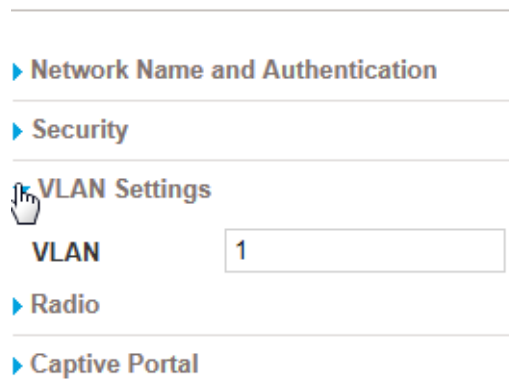 Network Name and Authentication
Security
VLAN Settings
VLAN 1
Radio
Captive Portal